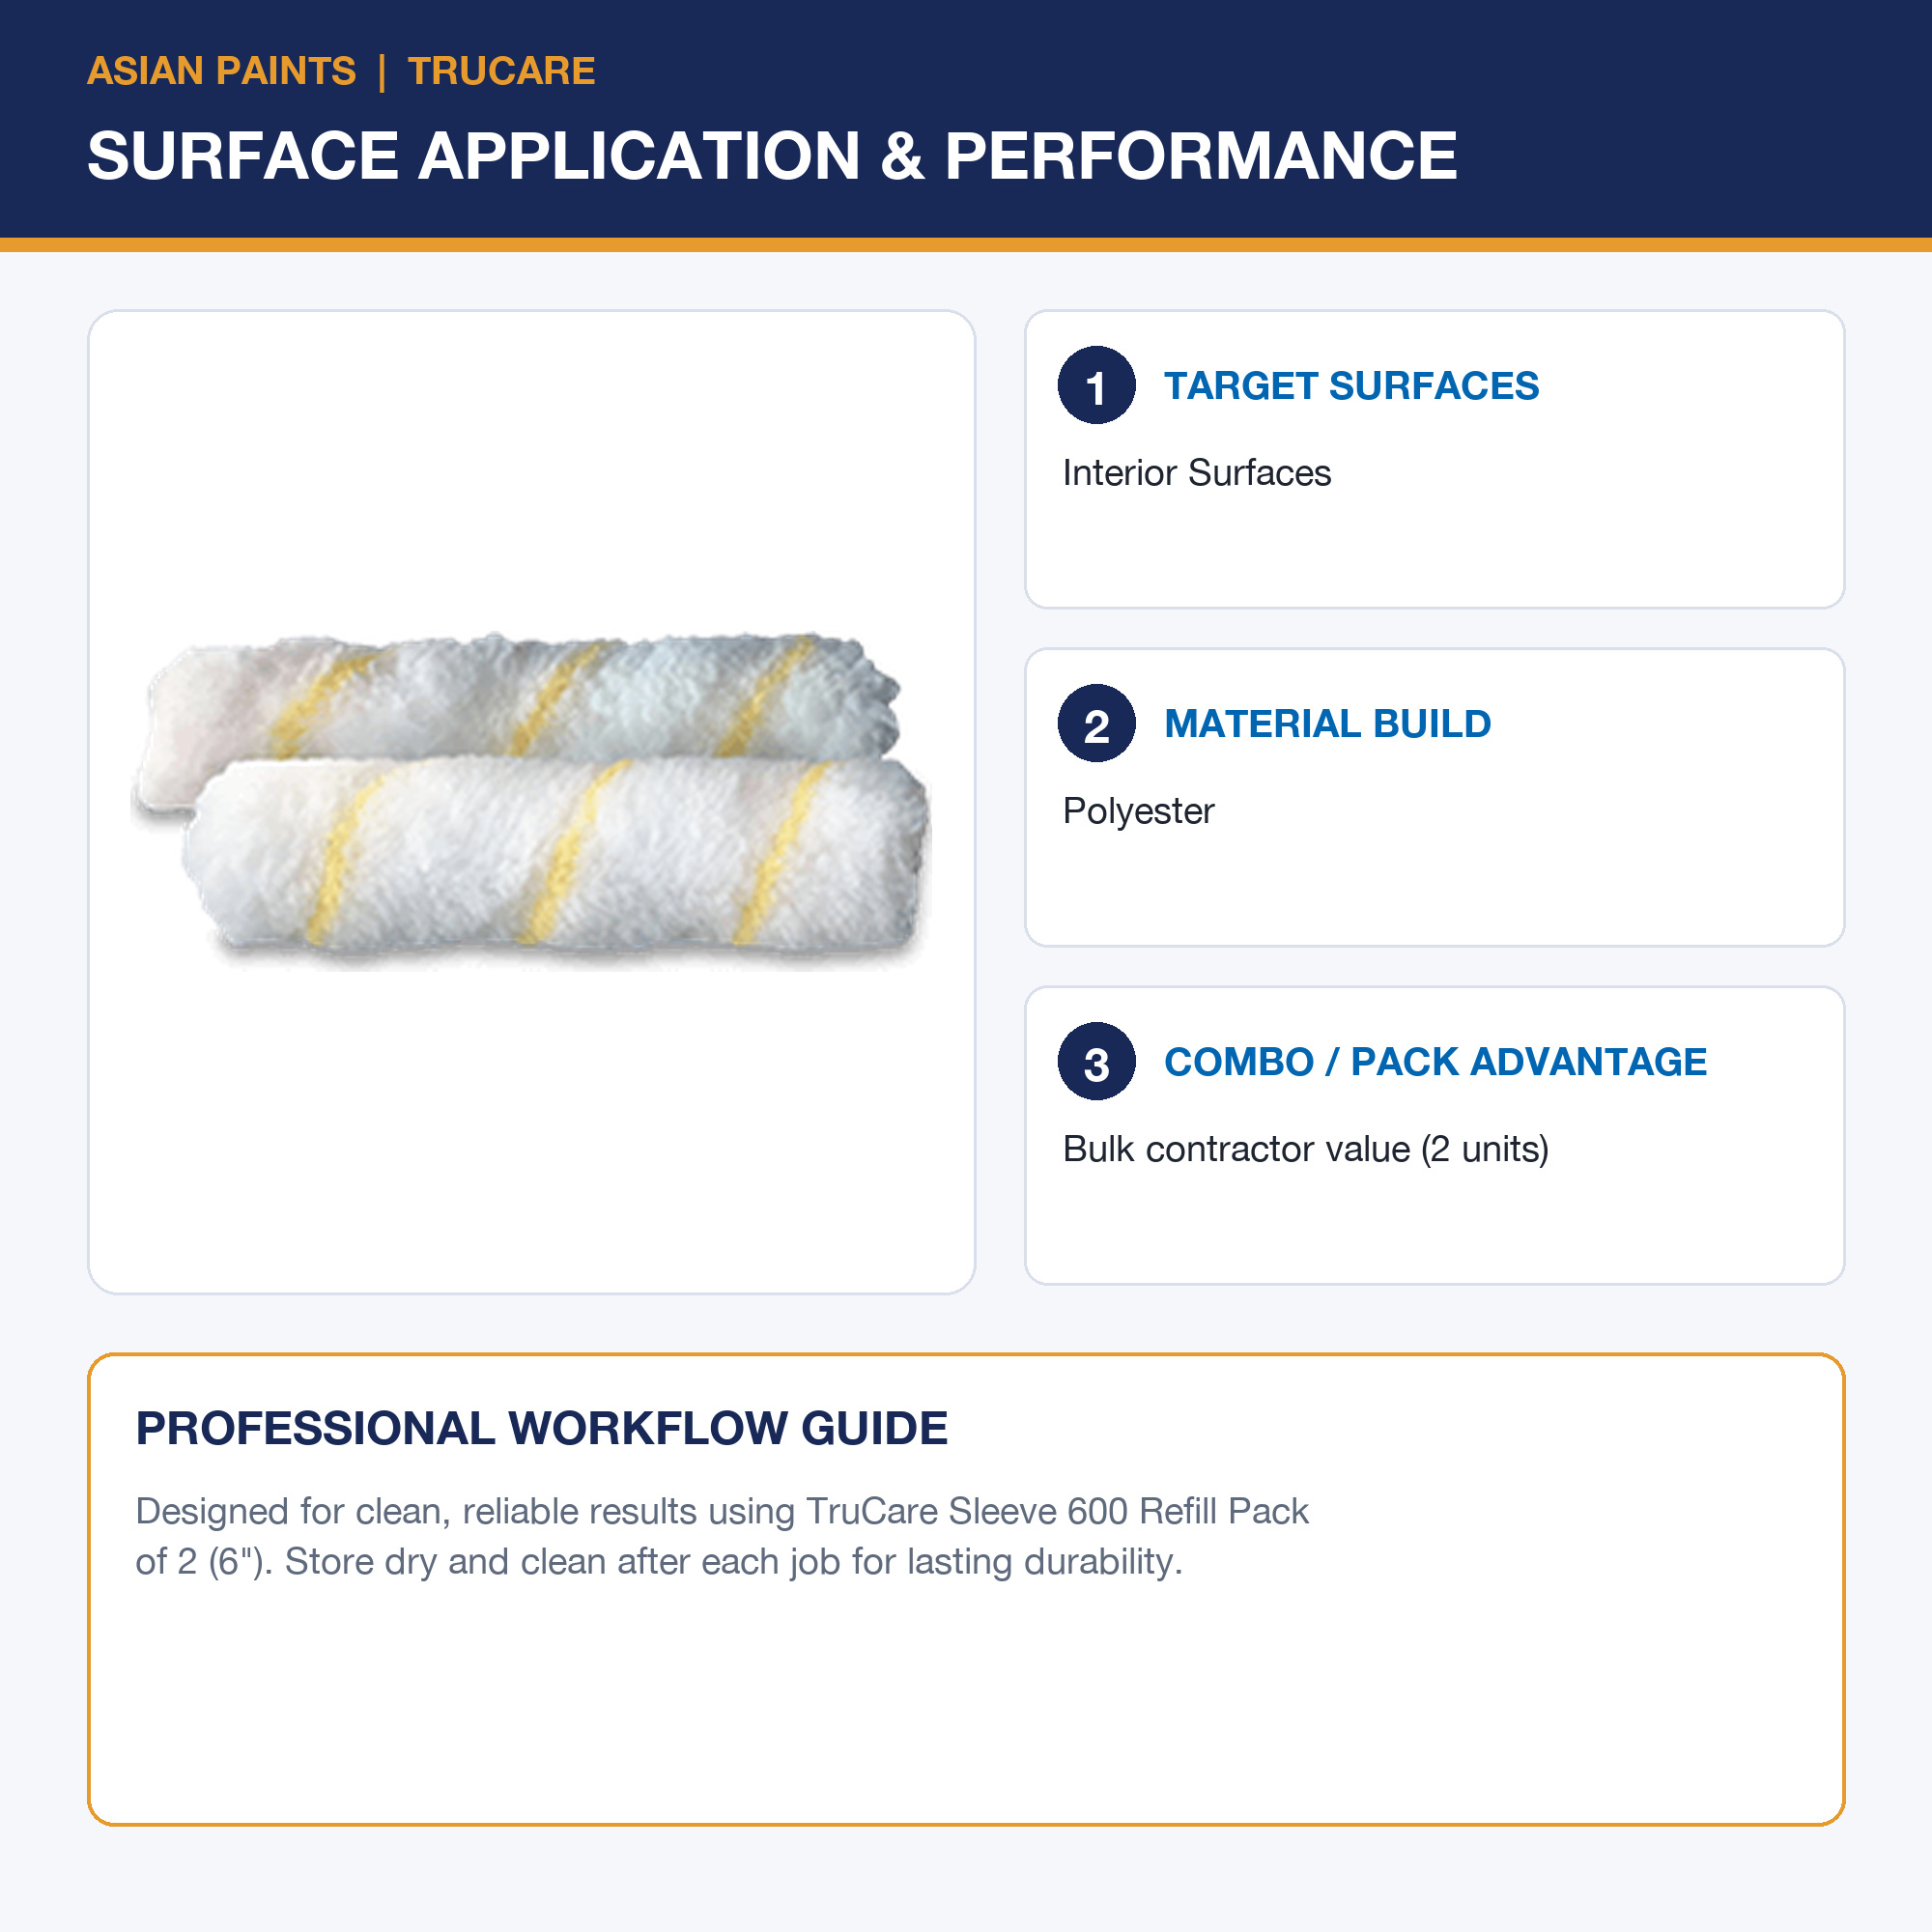 ASIAN PAINTS | TRUCARE
SURFACE APPLICATION & PERFORMANCE
1 TARGET SURFACES
Interior Surfaces
2 MATERIAL BUILD
Polyester
3 COMBO / PACK ADVANTAGE
Bulk contractor value (2 units)
PROFESSIONAL WORKFLOW GUIDE
Designed for clean, reliable results using TruCare Sleeve 600 Refill Pack
of 2 (6"). Store dry and clean after each job for lasting durability.